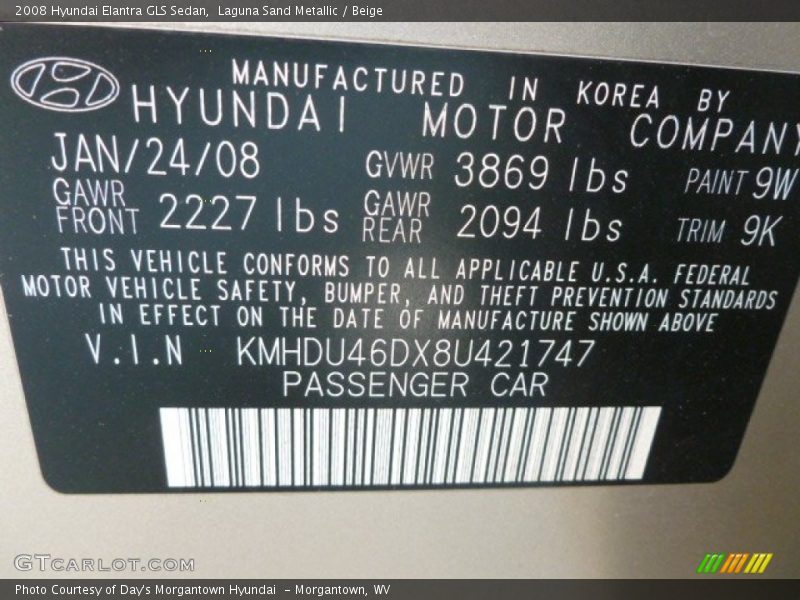 2008 Hyundai Elantra GLS Sedan,  Laguna Sand Metallic / Beige
MANUFACTURED IN KOREA BY
HYUNDAI MOTOR COMPANY
JAN/24/08 GVWR 3869 lbs PAINT 9W
GAWR FRONT 2227 lbs GAWR REAR 2094 lbs TRIM 9K
THIS VEHICLE CONFORMS TO ALL APPLICABLE U.S.A. FEDERAL
MOTOR VEHICLE SAFETY, BUMPER, AND THEFT PREVENTION STANDARDS
IN EFFECT ON THE DATE OF MANUFACTURE SHOWN ABOVE
V.I.N KMHDU46DX8U421747
PASSENGER CAR
GTCARLOT.COM
Photo Courtesy of Day's Morgantown Hyundai  - Morgantown, WV